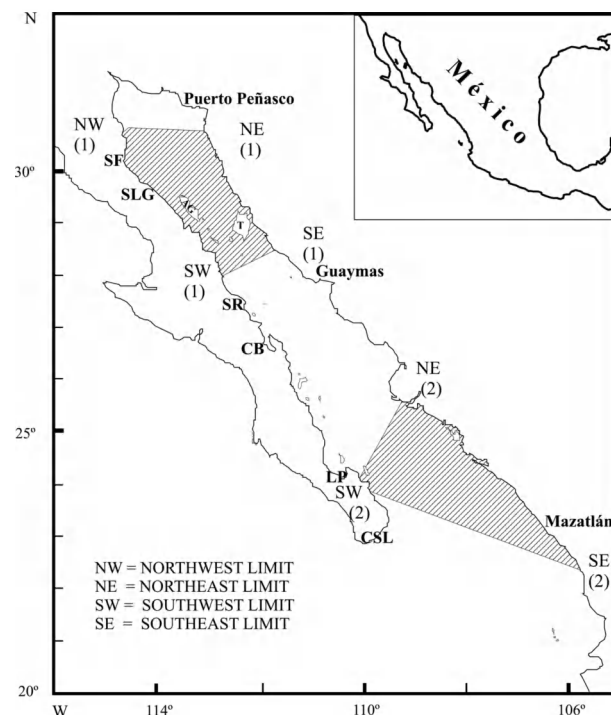 N
México
Puerto Peñasco
NW
(1)
NE
(1)
SF
30º
SLG
AG
T
SE
(1)
SW
(1)
Guaymas
SR
CB
NE
(2)
25º
LP
SW
(2)
Mazatlán
CSL
SE
(2)
NW = NORTHWEST LIMIT
NE = NORTHEAST LIMIT
SW = SOUTHWEST LIMIT
SE = SOUTHEAST LIMIT
20º
W
114º
110º
106º